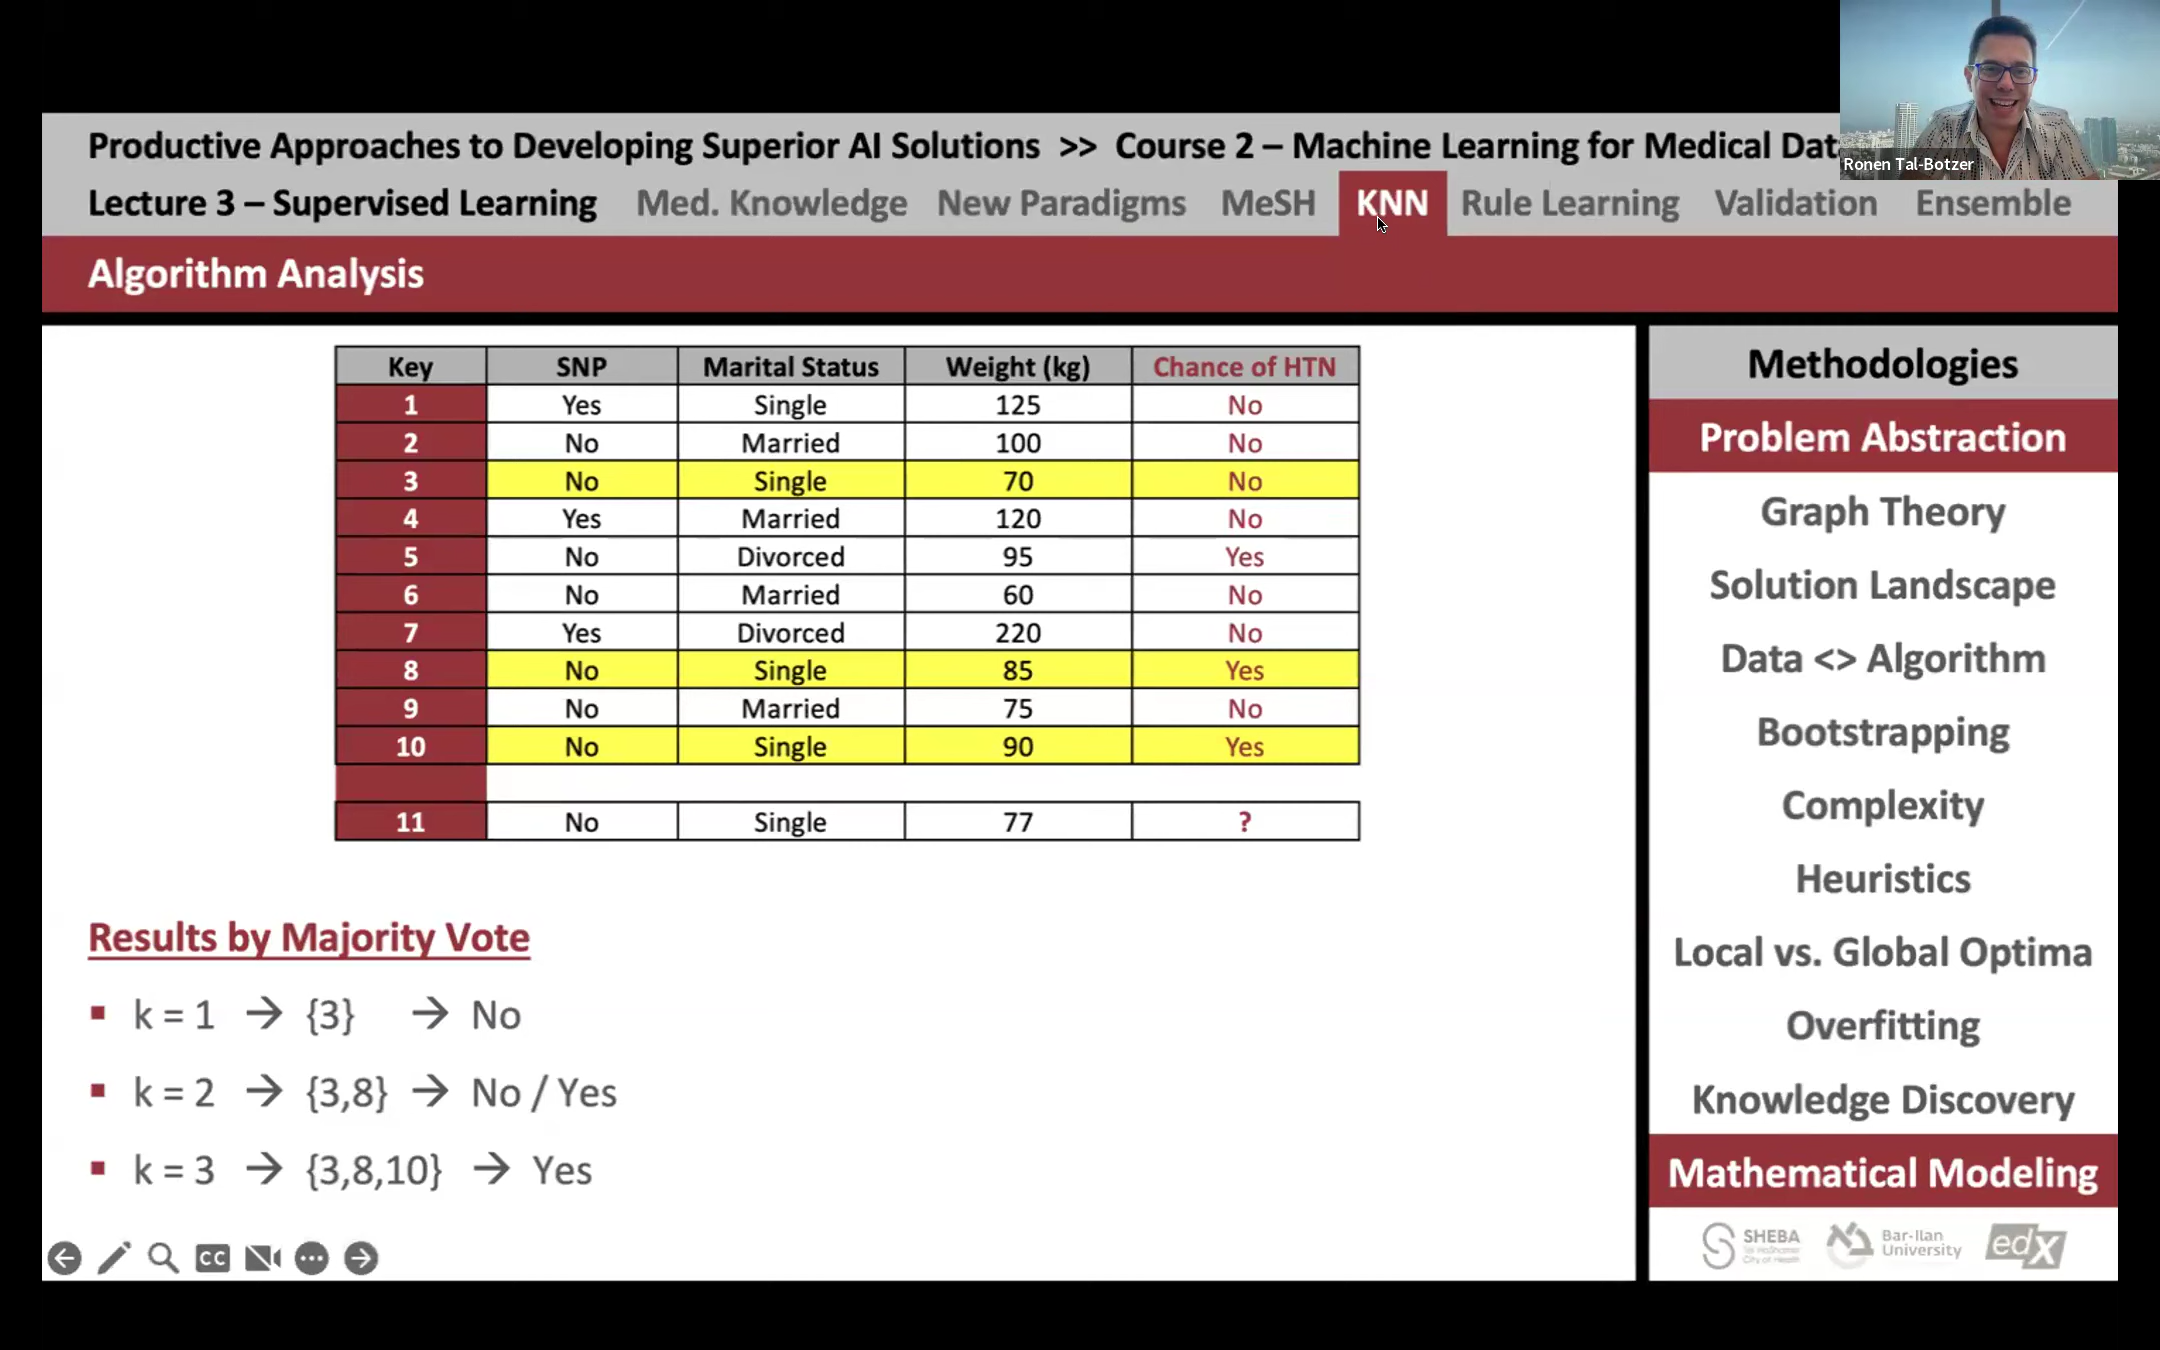 Productive Approaches to Developing Superior AI Solutions >> Course 2 – Machine Learning for Medical Dat
Ronen Tal-Botzer
Lecture 3 – Supervised Learning Med. Knowledge New Paradigms MeSH KNN Rule Learning Validation Ensemble
Algorithm Analysis
Key SNP Marital Status Weight (kg) Chance of HTN
1 Yes Single 125 No
2 No Married 100 No
3 No Single 70 No
4 Yes Married 120 No
5 No Divorced 95 Yes
6 No Married 60 No
7 Yes Divorced 220 No
8 No Single 85 Yes
9 No Married 75 No
10 No Single 90 Yes
11 No Single 77 ?
Results by Majority Vote
▪ k = 1 → {3} → No
▪ k = 2 → {3,8} → No / Yes
▪ k = 3 → {3,8,10} → Yes
CC
Methodologies
Problem Abstraction
Graph Theory
Solution Landscape
Data <> Algorithm
Bootstrapping
Complexity
Heuristics
Local vs. Global Optima
Overfitting
Knowledge Discovery
Mathematical Modeling
SHEBA
Tel HaShomer
City of Health
Bar-Ilan
University
edX